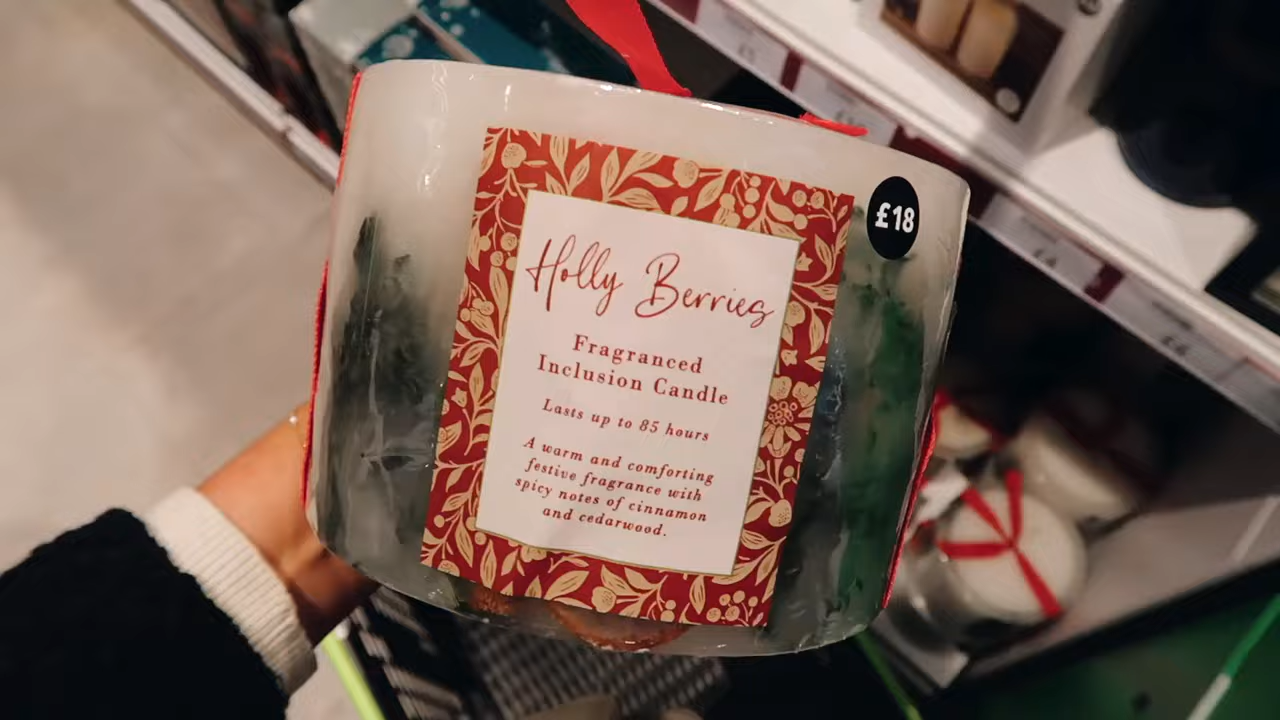 £18
Holly Berries
Fragranced
Inclusion Candle
Lasts up to 85 hours
A warm and comforting
festive fragrance with
spicy notes of cinnamon
and cedarwood.